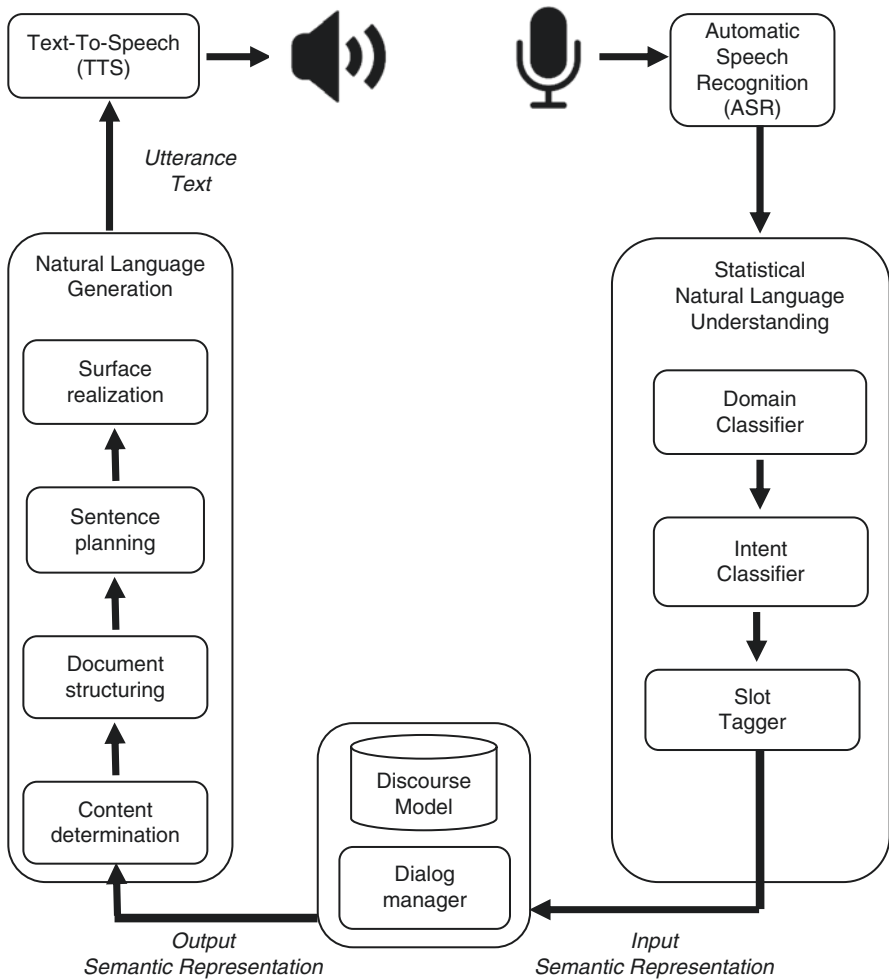 Text-To-Speech
(TTS)
Automatic
Speech
Recognition
(ASR)
Utterance
Text
Natural Language
Generation
Surface
realization
Sentence
planning
Document
structuring
Content
determination
Statistical
Natural Language
Understanding
Domain
Classifier
Intent
Classifier
Slot
Tagger
Discourse
Model
Dialog
manager
Output
Semantic Representation
Input
Semantic Representation